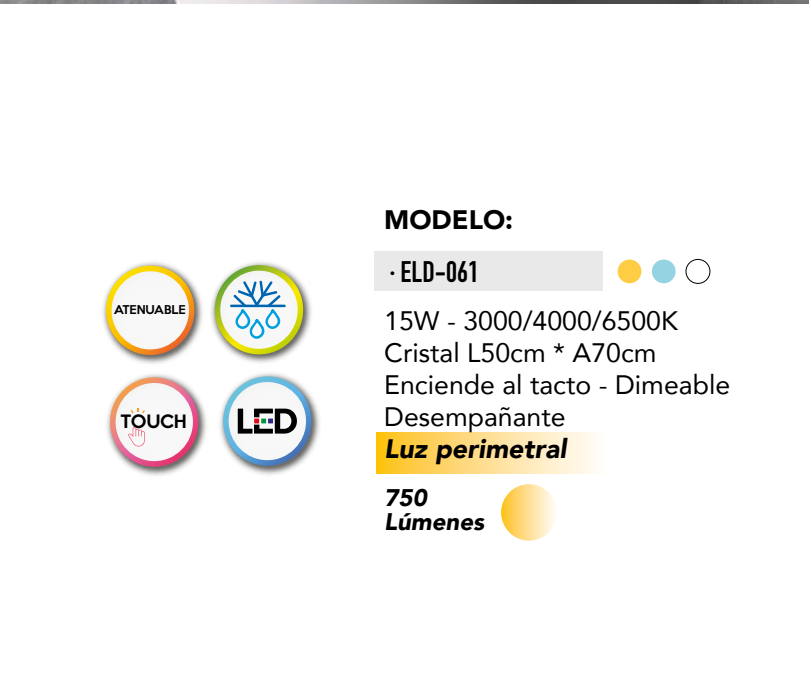 MODELO:
· ELD-061
15W - 3000/4000/6500K
Cristal L50cm * A70cm
Enciende al tacto - Dimeable
Desempañante
Luz perimetral
750
Lúmenes
ATENUABLE
TOUCH
LED